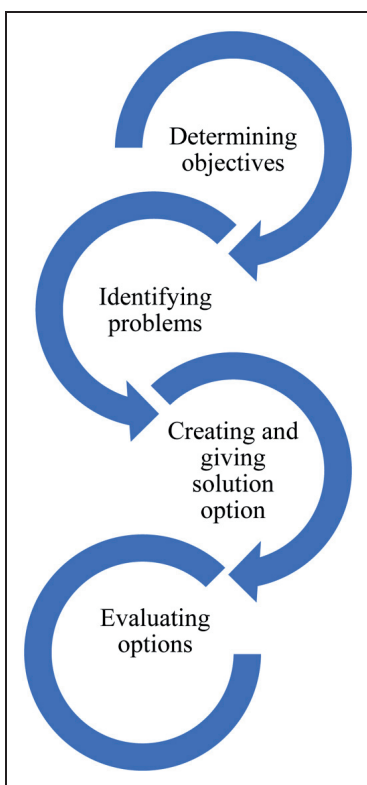 Determining
objectives
Identifying
problems
Creating and
giving
solution
option
Evaluating
options